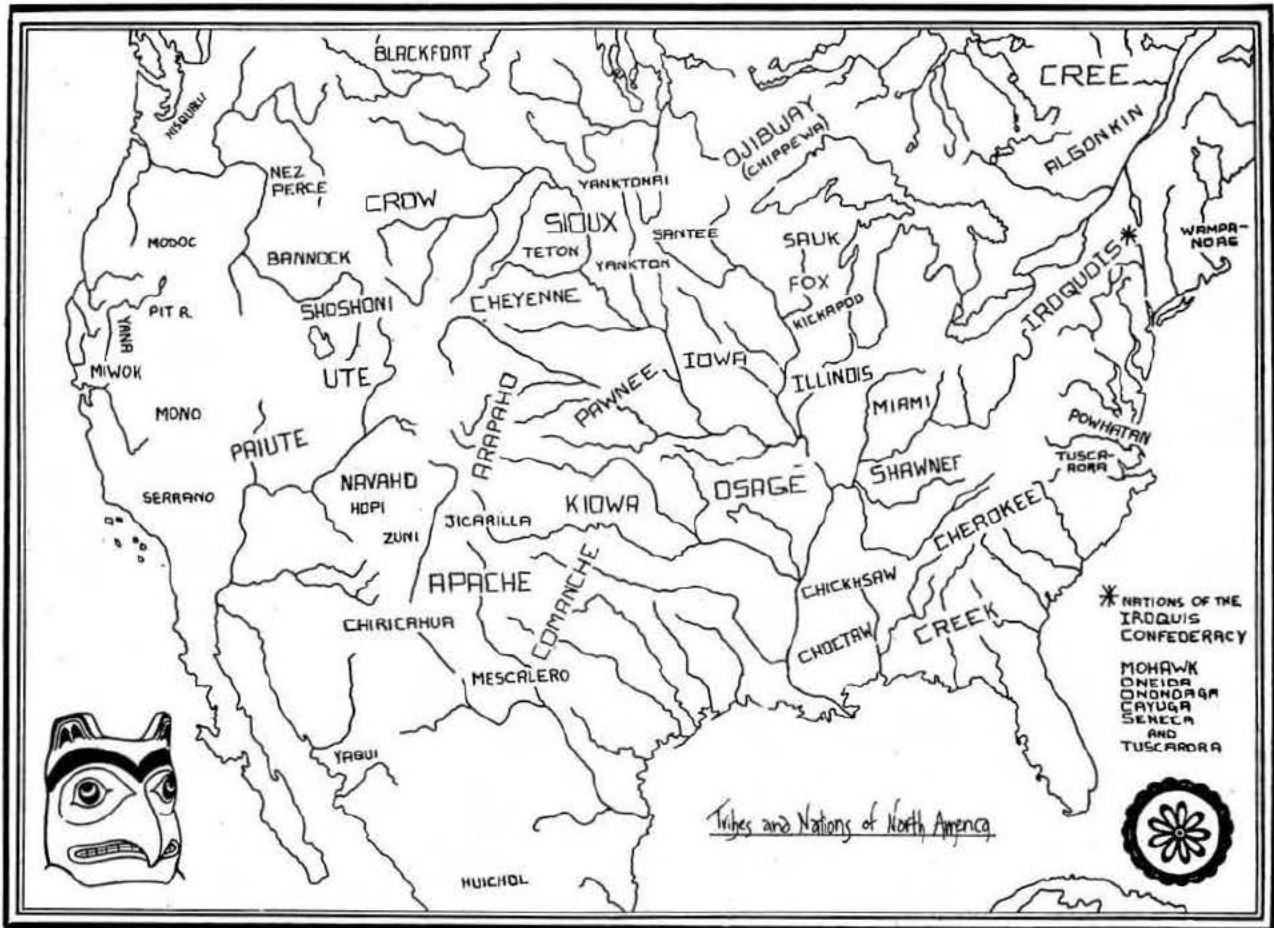 BLACKFONT
CREE
NISQUALLI
OJIBWAY
(CHIPPEWA)
ALGONKIN
NEZ
PERCE
CROW
YANKTONAI
SIOUX
TETON
SANTEE
YANKTON
SAUK
FOX
KICKAPOO
WAMPA-
NOAG
IROQUOIS*
MODOC
BANNOCK
SHOSHONI
CHEYENNE
PIT R.
YANA
MIWOK
UTE
IOWA
ILLINOIS
MIAMI
PAWNEE
ARAPAHO
MONO
PAIUTE
POWHATAN
TUSCA-
RORA
NAVAHO
HOPI
ZUNI
SERRANO
JICARILLA
KIOWA
OSAGE
SHAWNEE
CHEROKEE
APACHE
COMANCHE
CHICKHSAW
CHOCTAW
CREEK
CHIRICAHUA
MESCALERO
YAQUI
HUICHOL
* NATIONS OF THE
IROQUIS
CONFEDERACY
MOHAWK
ONEIDA
ONONDAGA
CAYUGA
SENECA
AND
TUSCARORA
Tribes and Nations of North America